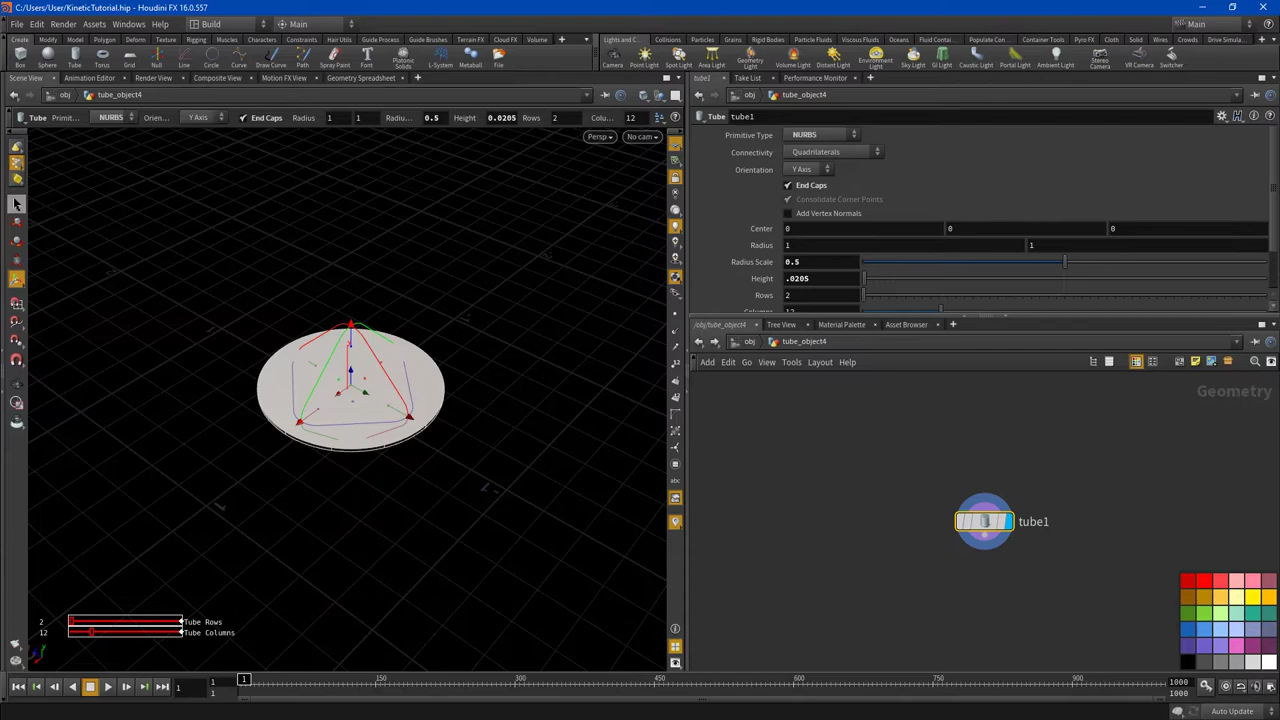 C:/Users/User/KineticTutorial.hip - Houdini FX 16.0.557
File Edit Render Assets Windows Help Build Main Main
Create Modify Model Polygon Deform Texture Rigging Muscles Characters Constraints Hair Utils Guide Process Guide Brushes Terrain FX Cloud FX Volume
Lights and C... Collisions Particles Grains Rigid Bodies Particle Fluids Viscous Fluids Oceans Fluid Contai... Populate Con... Container Tools Pyro FX Cloth Solid Wires Crowds Drive Simula...
Box Sphere Tube Torus Grid Null Line Circle Curve Draw Curve Path Spray Paint Font Platonic Solids L-System Metaball File
Camera Point Light Spot Light Area Light Geometry Light Volume Light Distant Light Environment Light Sky Light GI Light Caustic Light Portal Light Ambient Light Stereo Camera VR Camera Switcher
Scene View Animation Editor Render View Composite View Motion FX View Geometry Spreadsheet
tube1 Take List Performance Monitor
obj tube_object4
obj tube_object4
Tube Primit... NURBS Orien... Y Axis End Caps Radius 1 1 Radiu... 0.5 Height 0.0205 Rows 2 Colu... 12
Tube tube1
Persp No cam
Primitive Type NURBS
Connectivity Quadrilaterals
Orientation Y Axis
End Caps
Consolidate Corner Points
Add Vertex Normals
Center 0 0 0
Radius 1 1
Radius Scale 0.5
Height .0205
Rows 2
Columns 12
/obj/tube_object4 Tree View Material Palette Asset Browser
obj tube_object4
Add Edit Go View Tools Layout Help
Geometry
tube1
abc
2 Tube Rows
12 Tube Columns
1 1 1 1 150 300 450 600 750 900 1000 1000
Auto Update